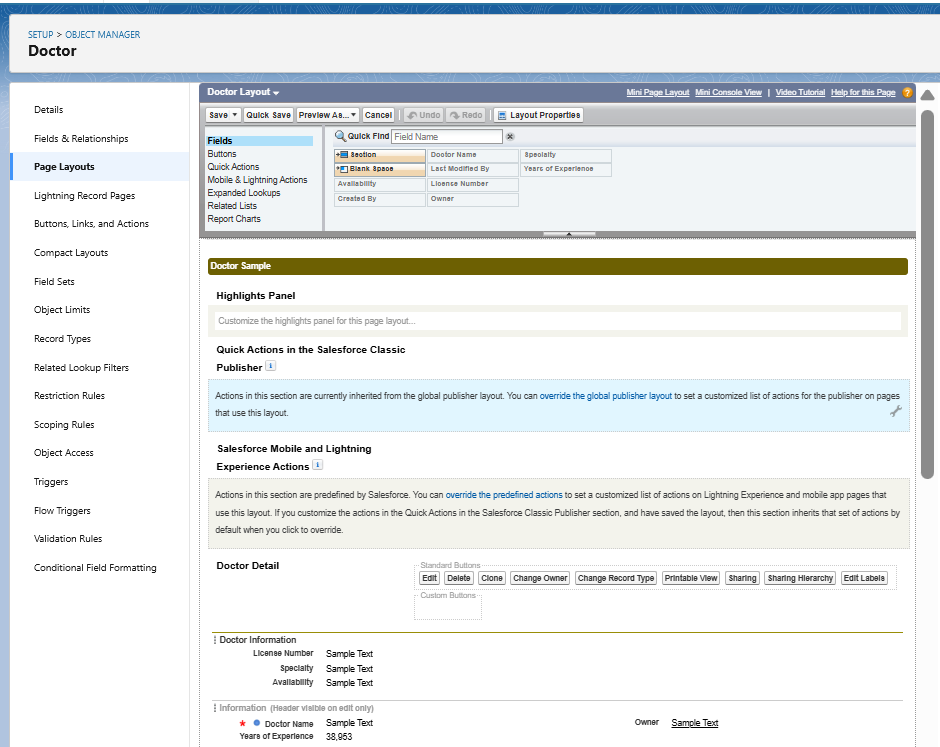 SETUP > OBJECT MANAGER
Doctor
Details
Fields & Relationships
Page Layouts
Lightning Record Pages
Buttons, Links, and Actions
Compact Layouts
Field Sets
Object Limits
Record Types
Related Lookup Filters
Restriction Rules
Scoping Rules
Object Access
Triggers
Flow Triggers
Validation Rules
Conditional Field Formatting
Doctor Layout Mini Page Layout Mini Console View | Video Tutorial Help for this Page ?
Save Quick Save Preview As... Cancel Undo Redo Layout Properties
Fields
Buttons
Quick Actions
Mobile & Lightning Actions
Expanded Lookups
Related Lists
Report Charts
Quick Find Field Name
Section Doctor Name Specialty
Blank Space Last Modified By Years of Experience
Availability License Number
Created By Owner
Doctor Sample
Highlights Panel
Customize the highlights panel for this page layout...
Quick Actions in the Salesforce Classic
Publisher i
Actions in this section are currently inherited from the global publisher layout. You can override the global publisher layout to set a customized list of actions for the publisher on pages
that use this layout.
Salesforce Mobile and Lightning
Experience Actions i
Actions in this section are predefined by Salesforce. You can override the predefined actions to set a customized list of actions on Lightning Experience and mobile app pages that
use this layout. If you customize the actions in the Quick Actions in the Salesforce Classic Publisher section, and have saved the layout, then this section inherits that set of actions by
default when you click to override.
Doctor Detail
Standard Buttons
Edit Delete Clone Change Owner Change Record Type Printable View Sharing Sharing Hierarchy Edit Labels
Custom Buttons
Doctor Information
License Number Sample Text
Specialty Sample Text
Availability Sample Text
Information (Header visible on edit only)
* Doctor Name Sample Text Owner Sample Text
Years of Experience 38,953